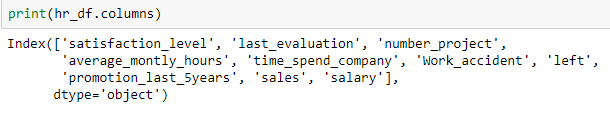 print(hr_df.columns)
Index(['satisfaction_level', 'last_evaluation', 'number_project',
'average_montly_hours', 'time_spend_company', 'Work_accident', 'left',
'promotion_last_5years', 'sales', 'salary'],
dtype='object')